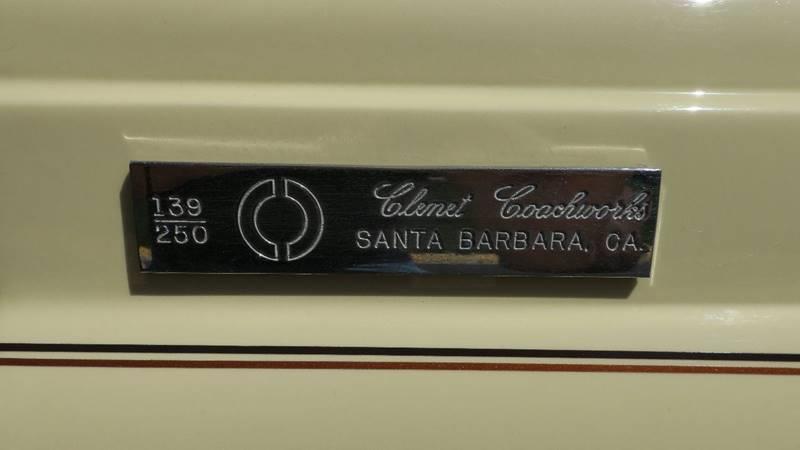 139
250
Clenet Coachworks
SANTA BARBARA, CA.